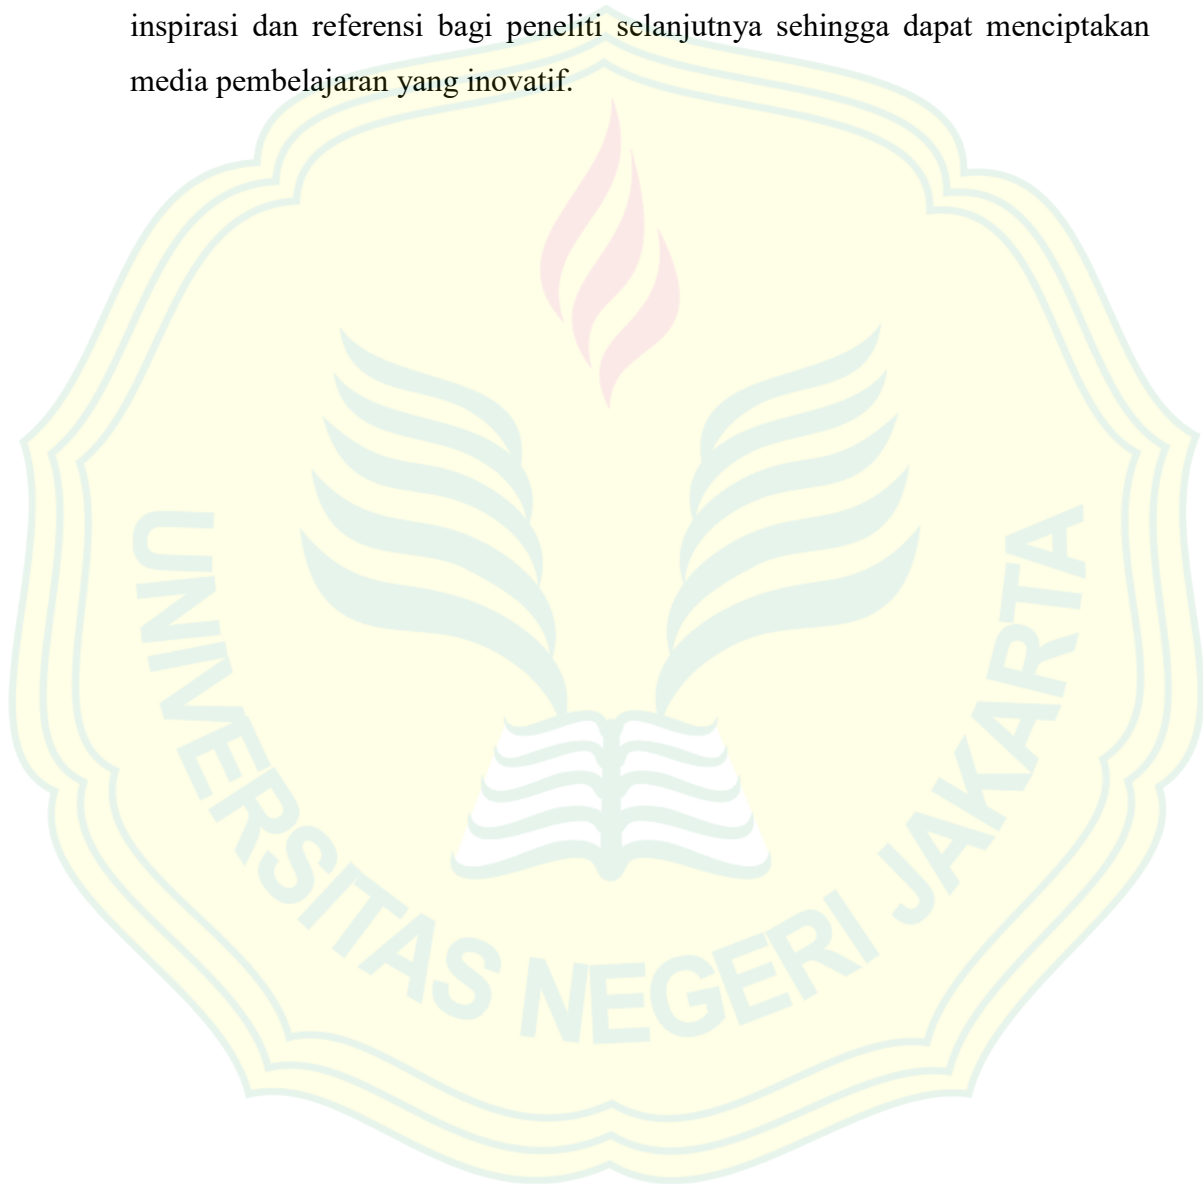 inspirasi dan referensi bagi peneliti selanjutnya sehingga dapat menciptakan
media pembelajaran yang inovatif.
UNIVERSITAS NEGERI JAKARTA